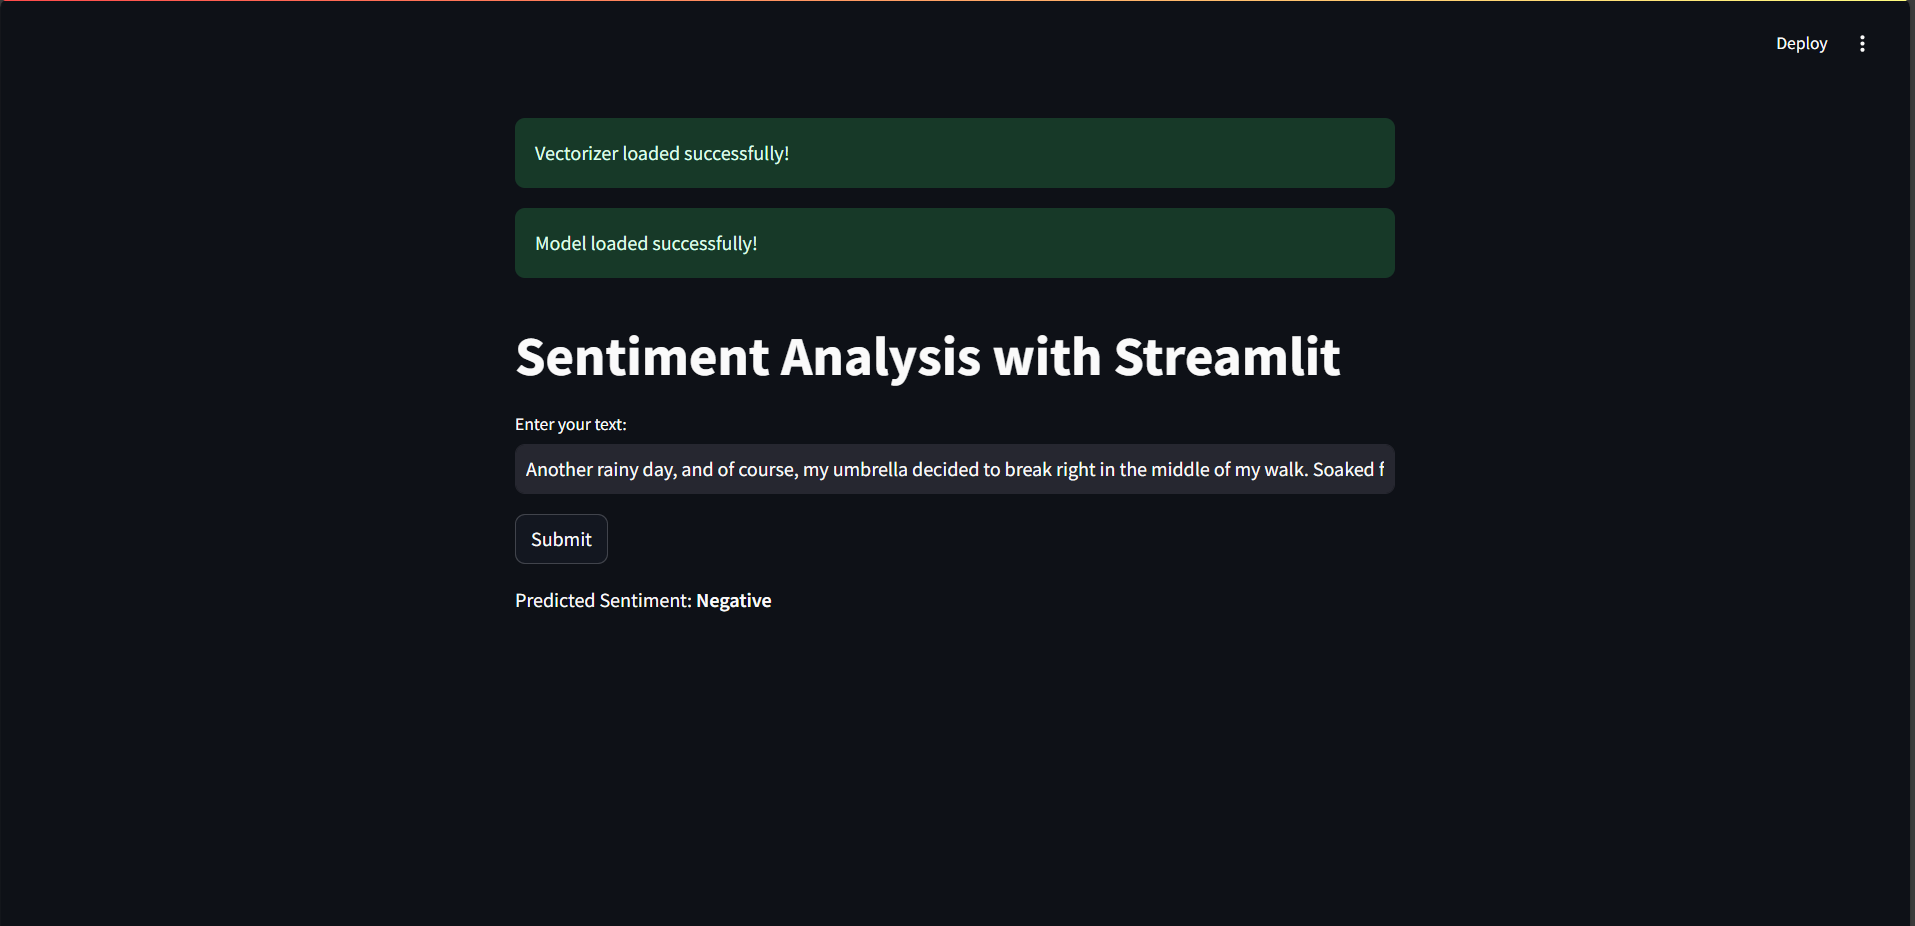 Deploy
Vectorizer loaded successfully!
Model loaded successfully!
Sentiment Analysis with Streamlit
Enter your text:
Another rainy day, and of course, my umbrella decided to break right in the middle of my walk. Soaked f
Submit
Predicted Sentiment: Negative